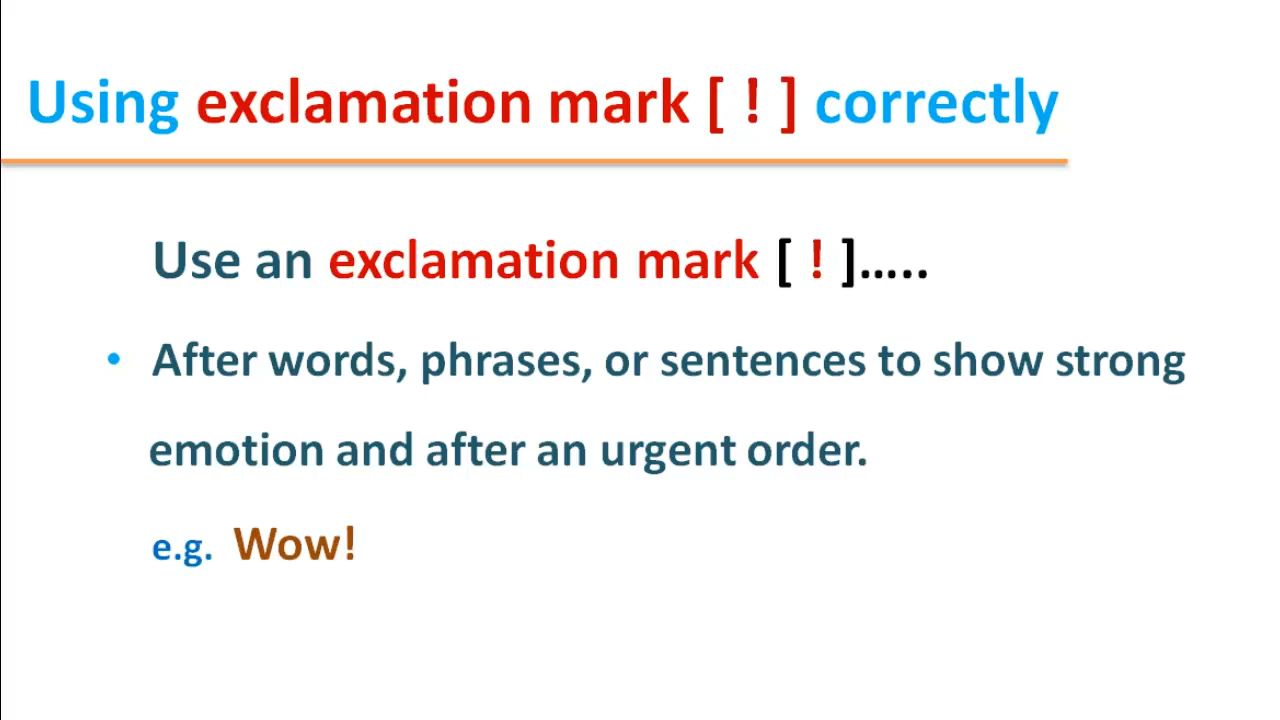 Using exclamation mark [ ! ] correctly
Use an exclamation mark [ ! ].....
• After words, phrases, or sentences to show strong
emotion and after an urgent order.
e.g. Wow!